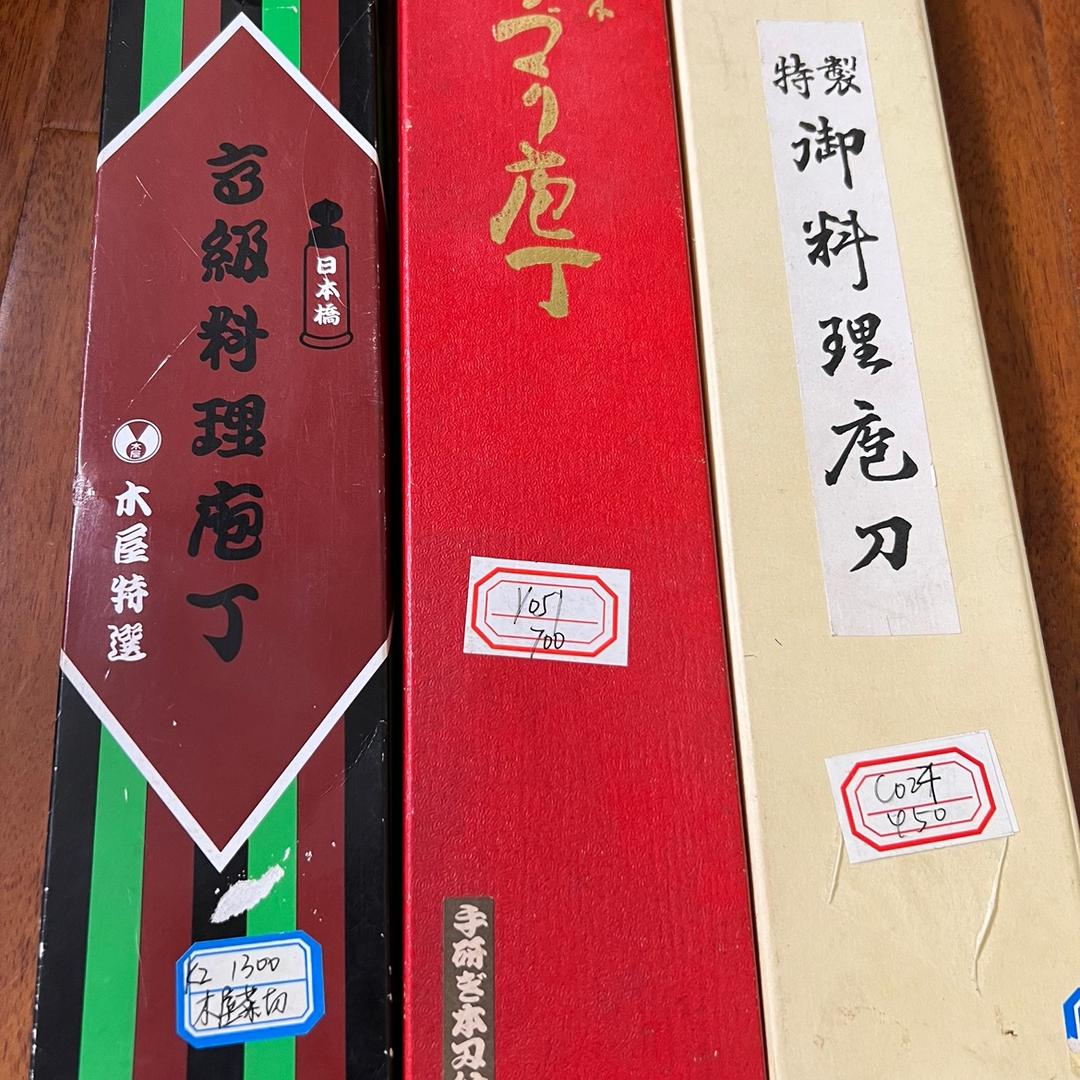 高級料理庖丁
日本橋
木屋
木屋特選
K2 1300
木屋菜切
庖丁
1051
700
手研ぎ本刃付
特製
御料理庖刀
C024
450